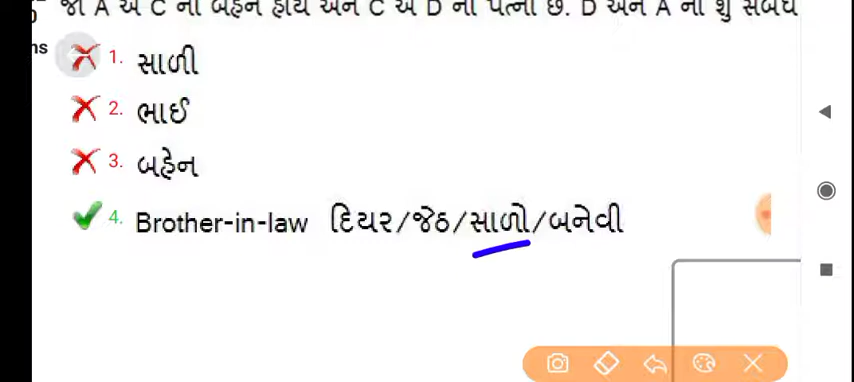 જો A એ C ની બહેન હોય અને C એ D ની પત્ની છે. D અને A નો શું સંબંધ
ns
1. સાળી
2. ભાઈ
3. બહેન
4. Brother-in-law દિયર/જેઠ/સાળો/બનેવી